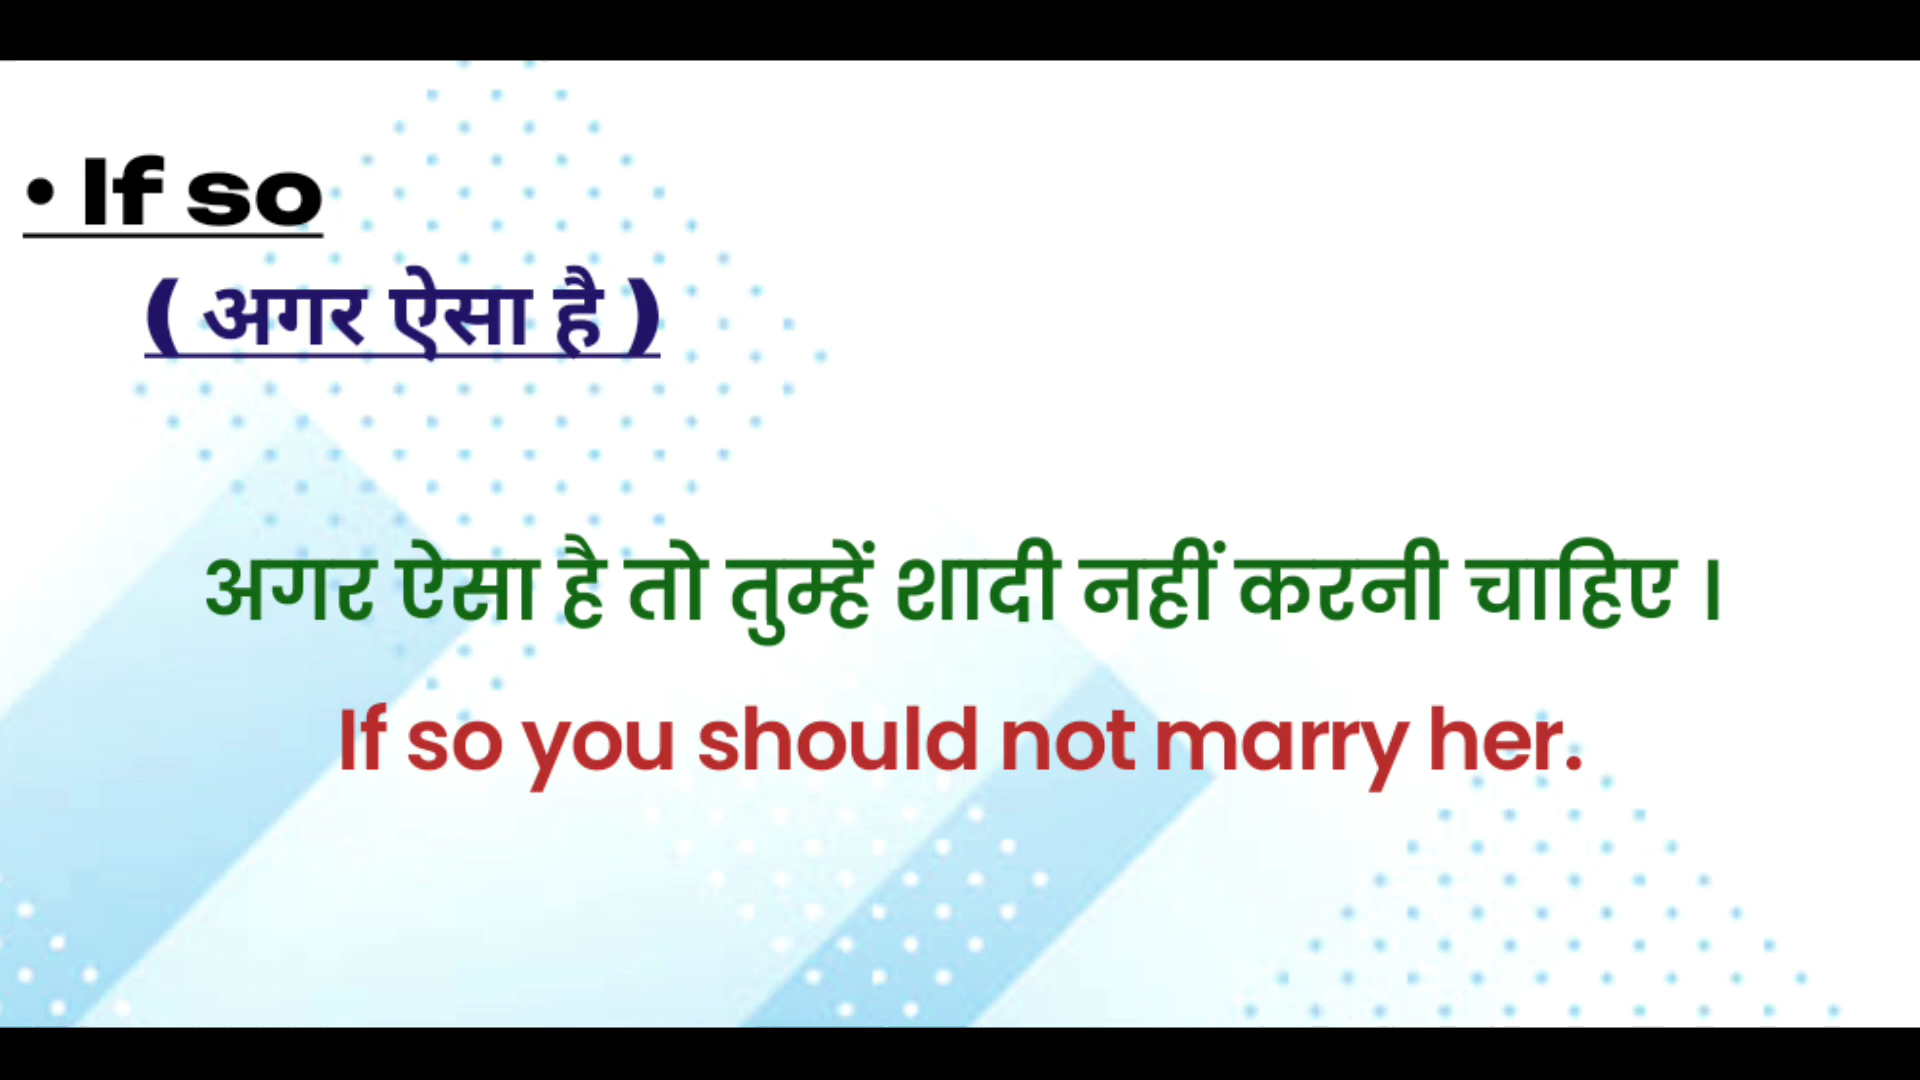 • If so
( अगर ऐसा है )
अगर ऐसा है तो तुम्हें शादी नहीं करनी चाहिए ।
If so you should not marry her.